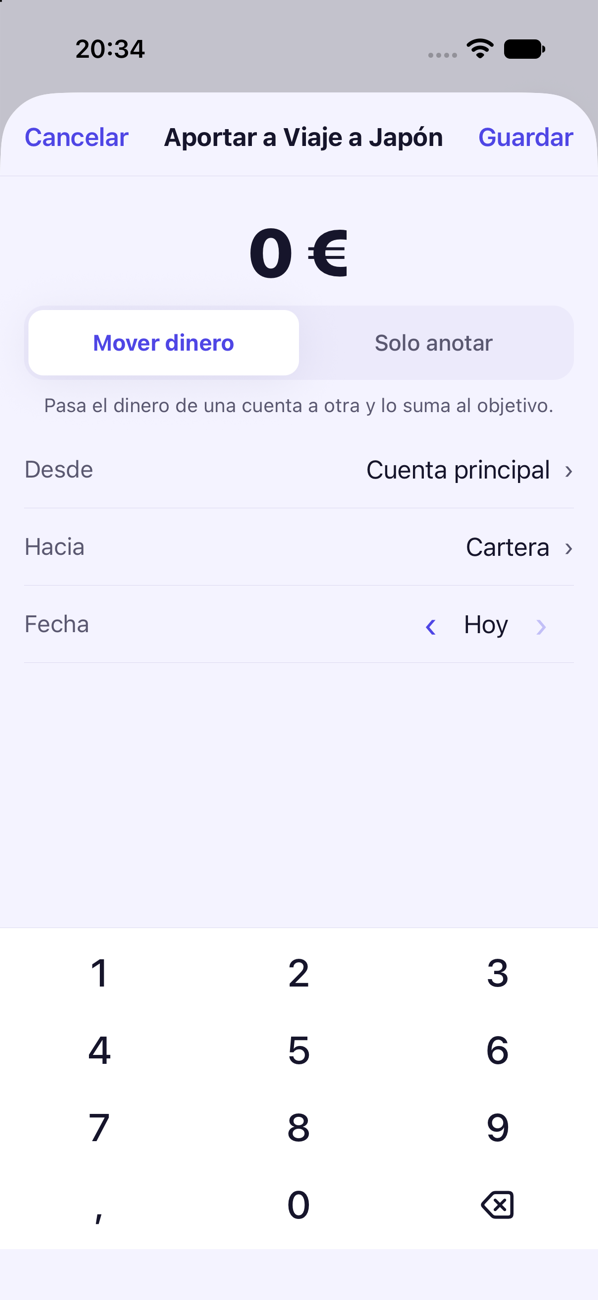 20:34
Cancelar Aportar a Viaje a Japón Guardar
0 €
Mover dinero Solo anotar
Pasa el dinero de una cuenta a otra y lo suma al objetivo.
Desde Cuenta principal ›
Hacia Cartera ›
Fecha ‹ Hoy ›
1 2 3
4 5 6
7 8 9
, 0